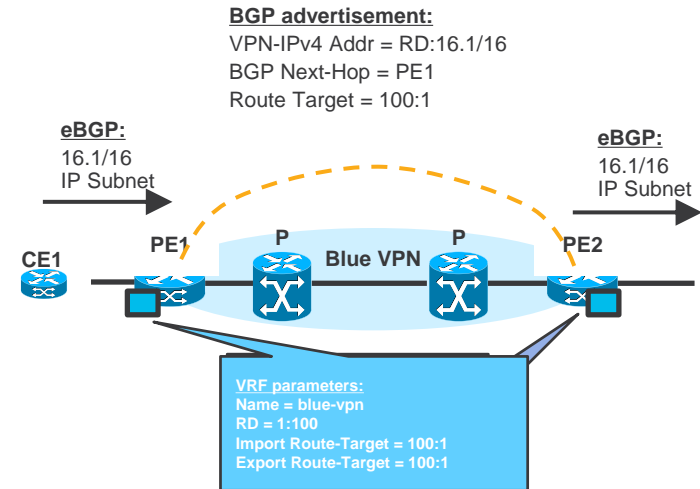 BGP advertisement:
VPN-IPv4 Addr = RD:16.1/16
BGP Next-Hop = PE1
Route Target = 100:1
eBGP:
16.1/16
IP Subnet
eBGP:
16.1/16
IP Subnet
CE1
PE1
P
Blue VPN
P
PE2
VRF parameters:
Name = blue-vpn
RD = 1:100
Import Route-Target = 100:1
Export Route-Target = 100:1